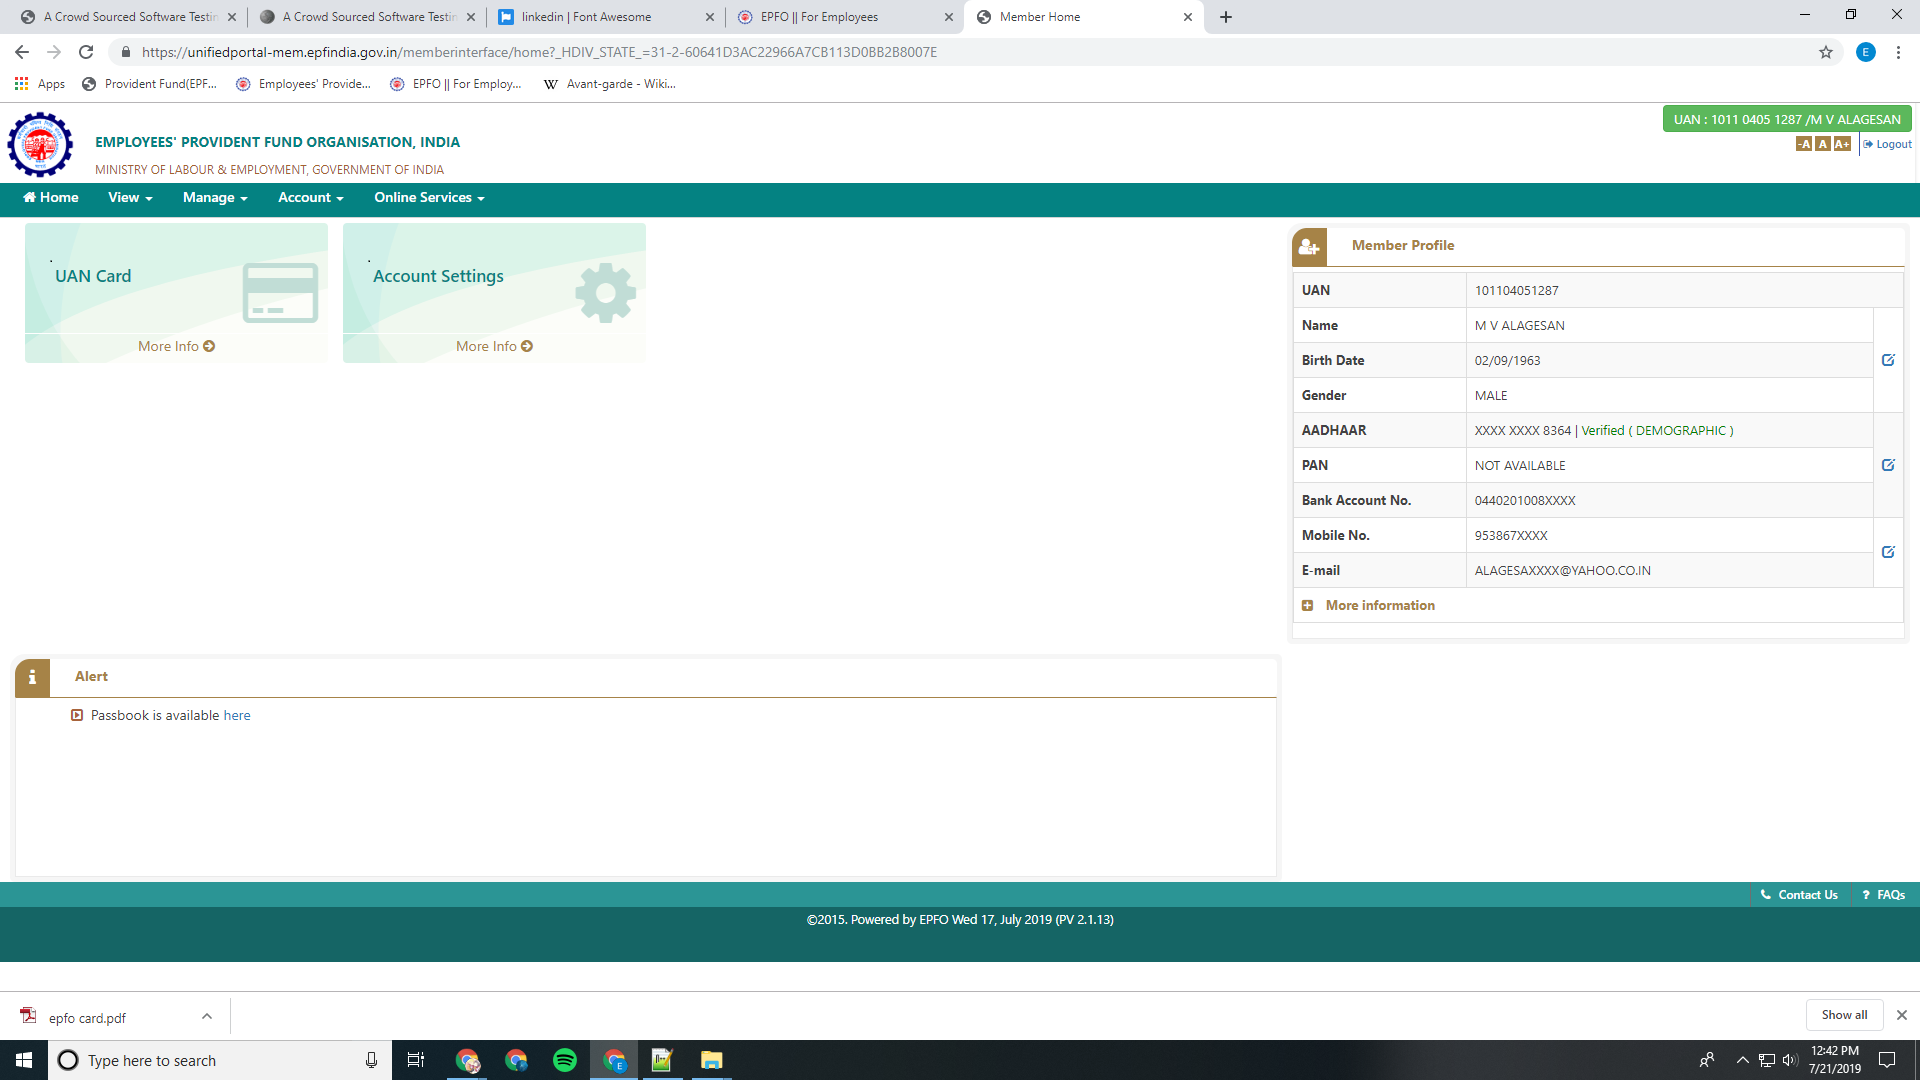 A Crowd Sourced Software Testin
A Crowd Sourced Software Testin
linkedin | Font Awesome
EPFO || For Employees
Member Home
https://unifiedportal-mem.epfindia.gov.in/memberinterface/home?_HDIV_STATE_=31-2-60641D3AC22966A7CB113D0BB2B8007E
E
Apps
Provident Fund(EPF...
Employees' Provide...
EPFO || For Employ...
W Avant-garde - Wiki...
EMPLOYEES' PROVIDENT FUND ORGANISATION, INDIA
MINISTRY OF LABOUR & EMPLOYMENT, GOVERNMENT OF INDIA
UAN : 1011 0405 1287 /M V ALAGESAN
-A A A+ Logout
Home View Manage Account Online Services
.
UAN Card
More Info
.
Account Settings
More Info
Member Profile
UAN 101104051287
Name M V ALAGESAN
Birth Date 02/09/1963
Gender MALE
AADHAAR XXXX XXXX 8364 | Verified ( DEMOGRAPHIC )
PAN NOT AVAILABLE
Bank Account No. 0440201008XXXX
Mobile No. 953867XXXX
E-mail ALAGESAXXXX@YAHOO.CO.IN
More information
Alert
Passbook is available here
Contact Us ? FAQs
©2015. Powered by EPFO Wed 17, July 2019 (PV 2.1.13)
epfo card.pdf
Show all
Type here to search
12:42 PM
7/21/2019